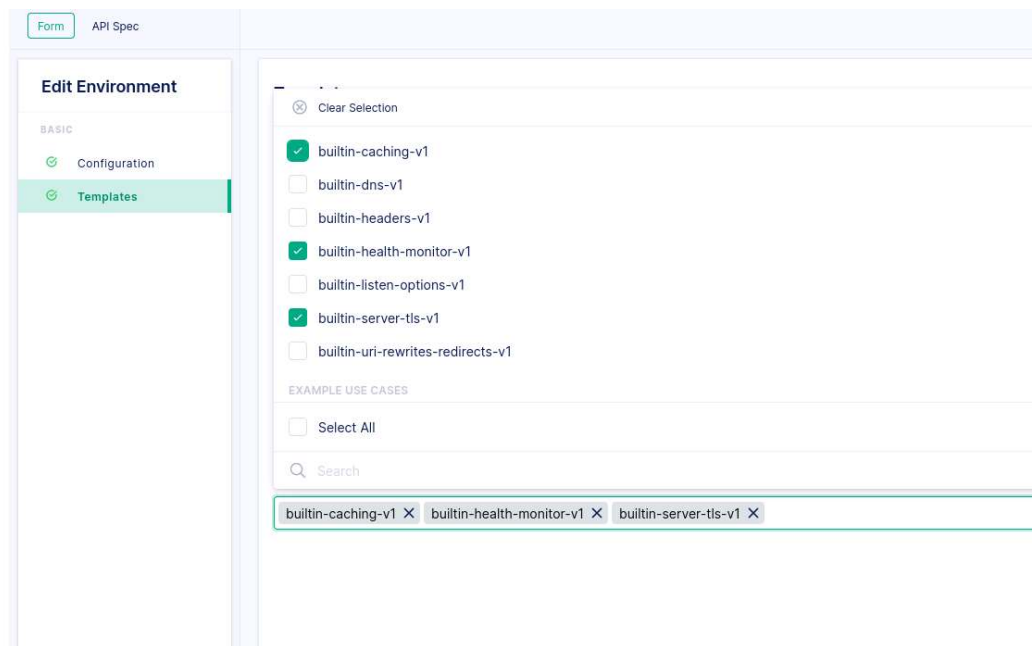 Form API Spec
Edit Environment
BASIC
Configuration
Templates
Clear Selection
builtin-caching-v1
builtin-dns-v1
builtin-headers-v1
builtin-health-monitor-v1
builtin-listen-options-v1
builtin-server-tls-v1
builtin-uri-rewrites-redirects-v1
EXAMPLE USE CASES
Select All
Search
builtin-caching-v1 builtin-health-monitor-v1 builtin-server-tls-v1